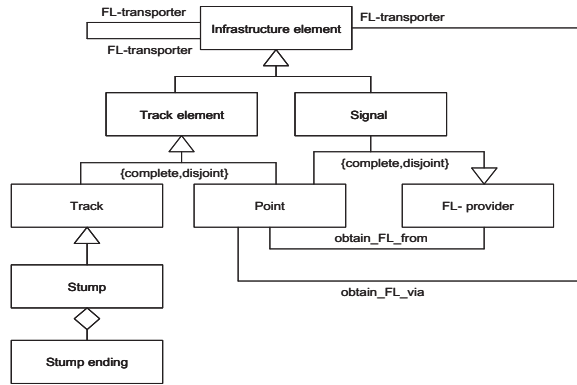 FL-transporter
Infrastructure element
FL-transporter
FL-transporter
Track element
Signal
{complete,disjoint}
{complete,disjoint}
Track
Point
FL- provider
obtain_FL_from
Stump
obtain_FL_via
Stump ending